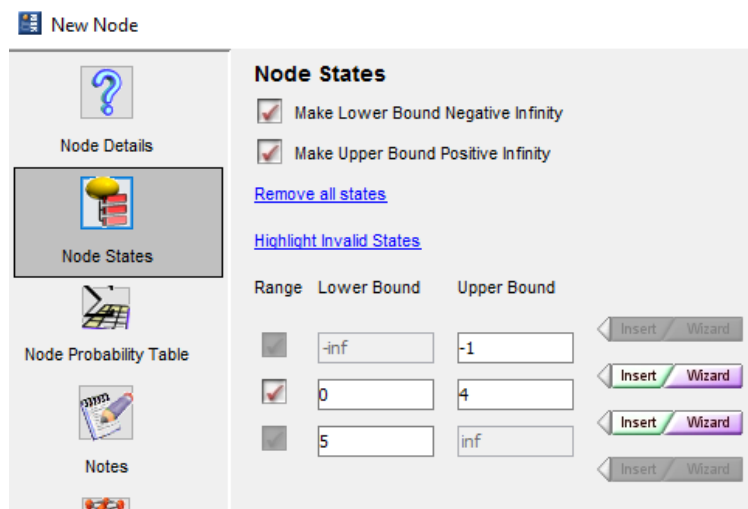 New Node
Node Details
Node States
Node Probability Table
Notes
Node States
Make Lower Bound Negative Infinity
Make Upper Bound Positive Infinity
Remove all states
Highlight Invalid States
Range Lower Bound Upper Bound
-inf -1 Insert Wizard
0 4 Insert Wizard
5 inf Insert Wizard
Insert Wizard